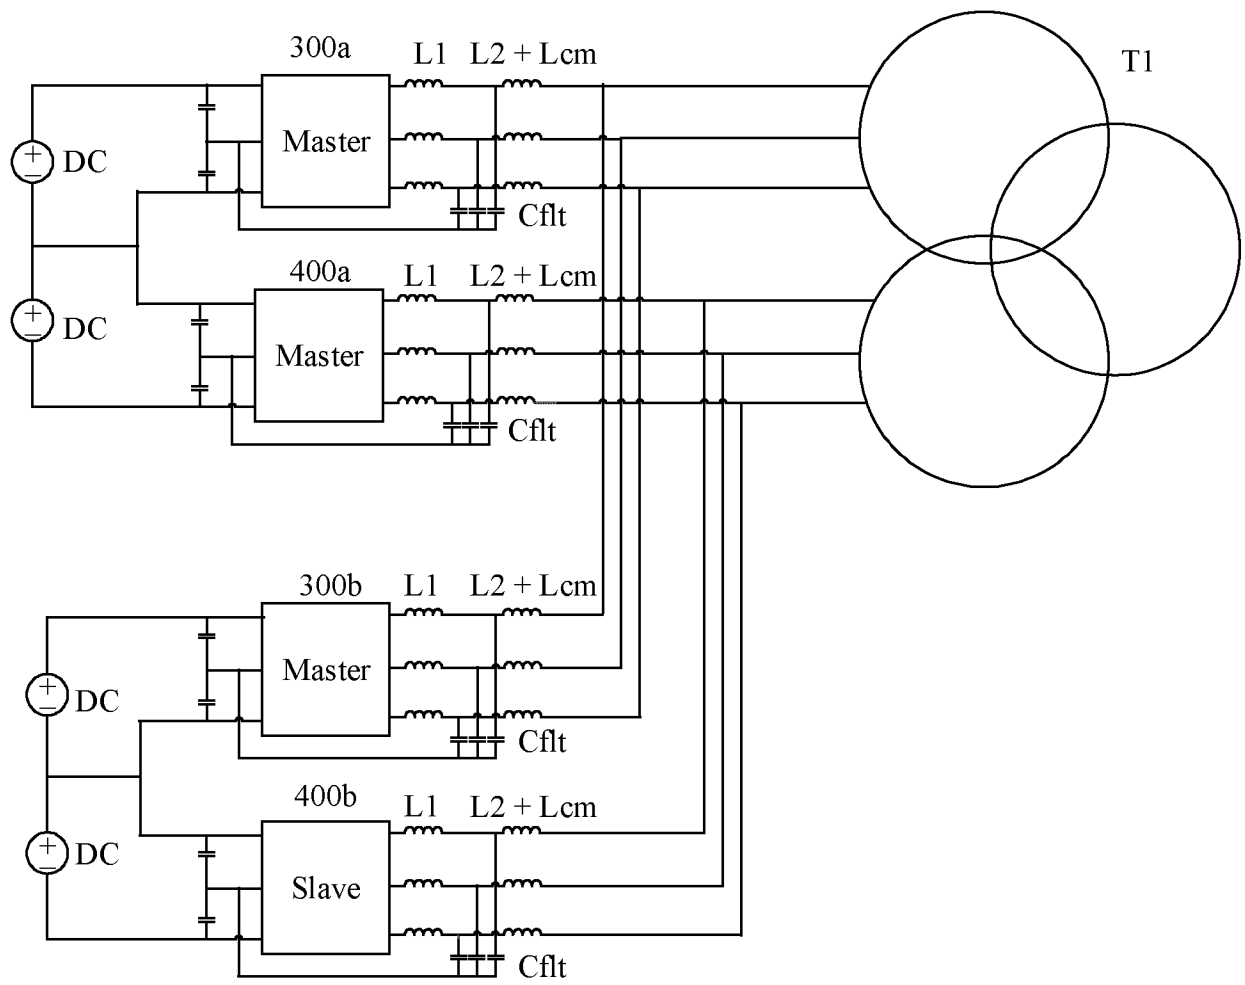 300a L1 L2 + Lcm T1
DC Master
Cflt
400a L1 L2 + Lcm
DC Master
Cflt
300b L1 L2 + Lcm
DC Master
Cflt
400b L1 L2 + Lcm
DC Slave
Cflt